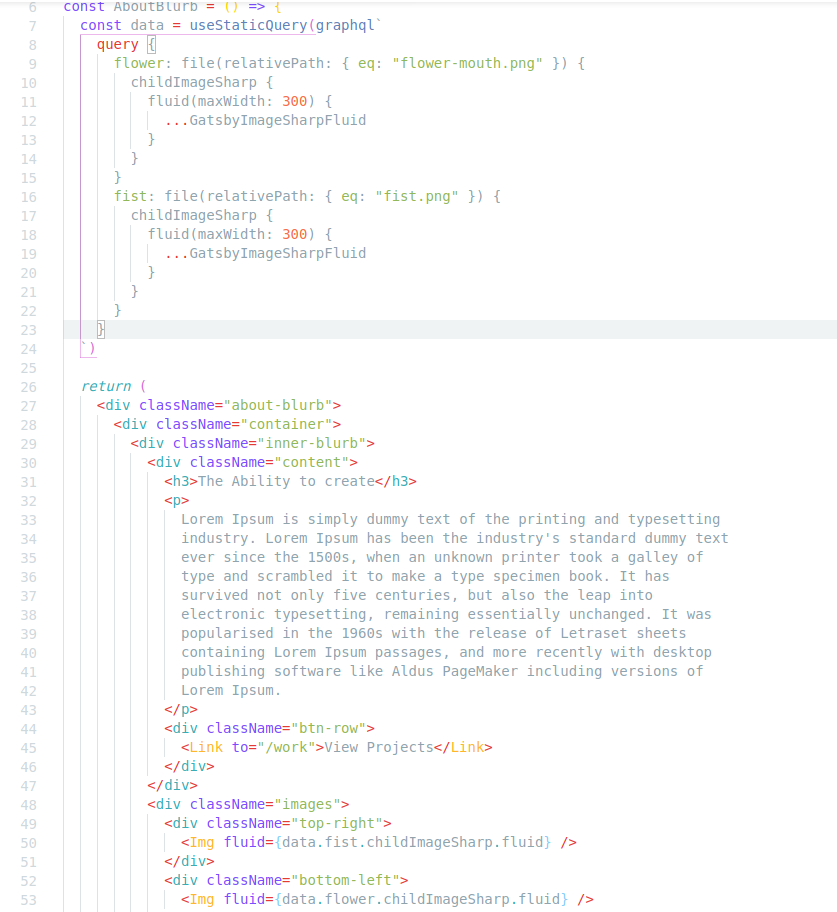 6 const AboutBlurb = () => {
7 const data = useStaticQuery(graphql`
8 query {
9 flower: file(relativePath: { eq: "flower-mouth.png" }) {
10 childImageSharp {
11 fluid(maxWidth: 300) {
12 ...GatsbyImageSharpFluid
13 }
14 }
15 }
16 fist: file(relativePath: { eq: "fist.png" }) {
17 childImageSharp {
18 fluid(maxWidth: 300) {
19 ...GatsbyImageSharpFluid
20 }
21 }
22 }
23 }
24 `)
25
26 return (
27 <div className="about-blurb">
28 <div className="container">
29 <div className="inner-blurb">
30 <div className="content">
31 <h3>The Ability to create</h3>
32 <p>
33 Lorem Ipsum is simply dummy text of the printing and typesetting
34 industry. Lorem Ipsum has been the industry's standard dummy text
35 ever since the 1500s, when an unknown printer took a galley of
36 type and scrambled it to make a type specimen book. It has
37 survived not only five centuries, but also the leap into
38 electronic typesetting, remaining essentially unchanged. It was
39 popularised in the 1960s with the release of Letraset sheets
40 containing Lorem Ipsum passages, and more recently with desktop
41 publishing software like Aldus PageMaker including versions of
42 Lorem Ipsum.
43 </p>
44 <div className="btn-row">
45 <Link to="/work">View Projects</Link>
46 </div>
47 </div>
48 <div className="images">
49 <div className="top-right">
50 <Img fluid={data.fist.childImageSharp.fluid} />
51 </div>
52 <div className="bottom-left">
53 <Img fluid={data.flower.childImageSharp.fluid} />